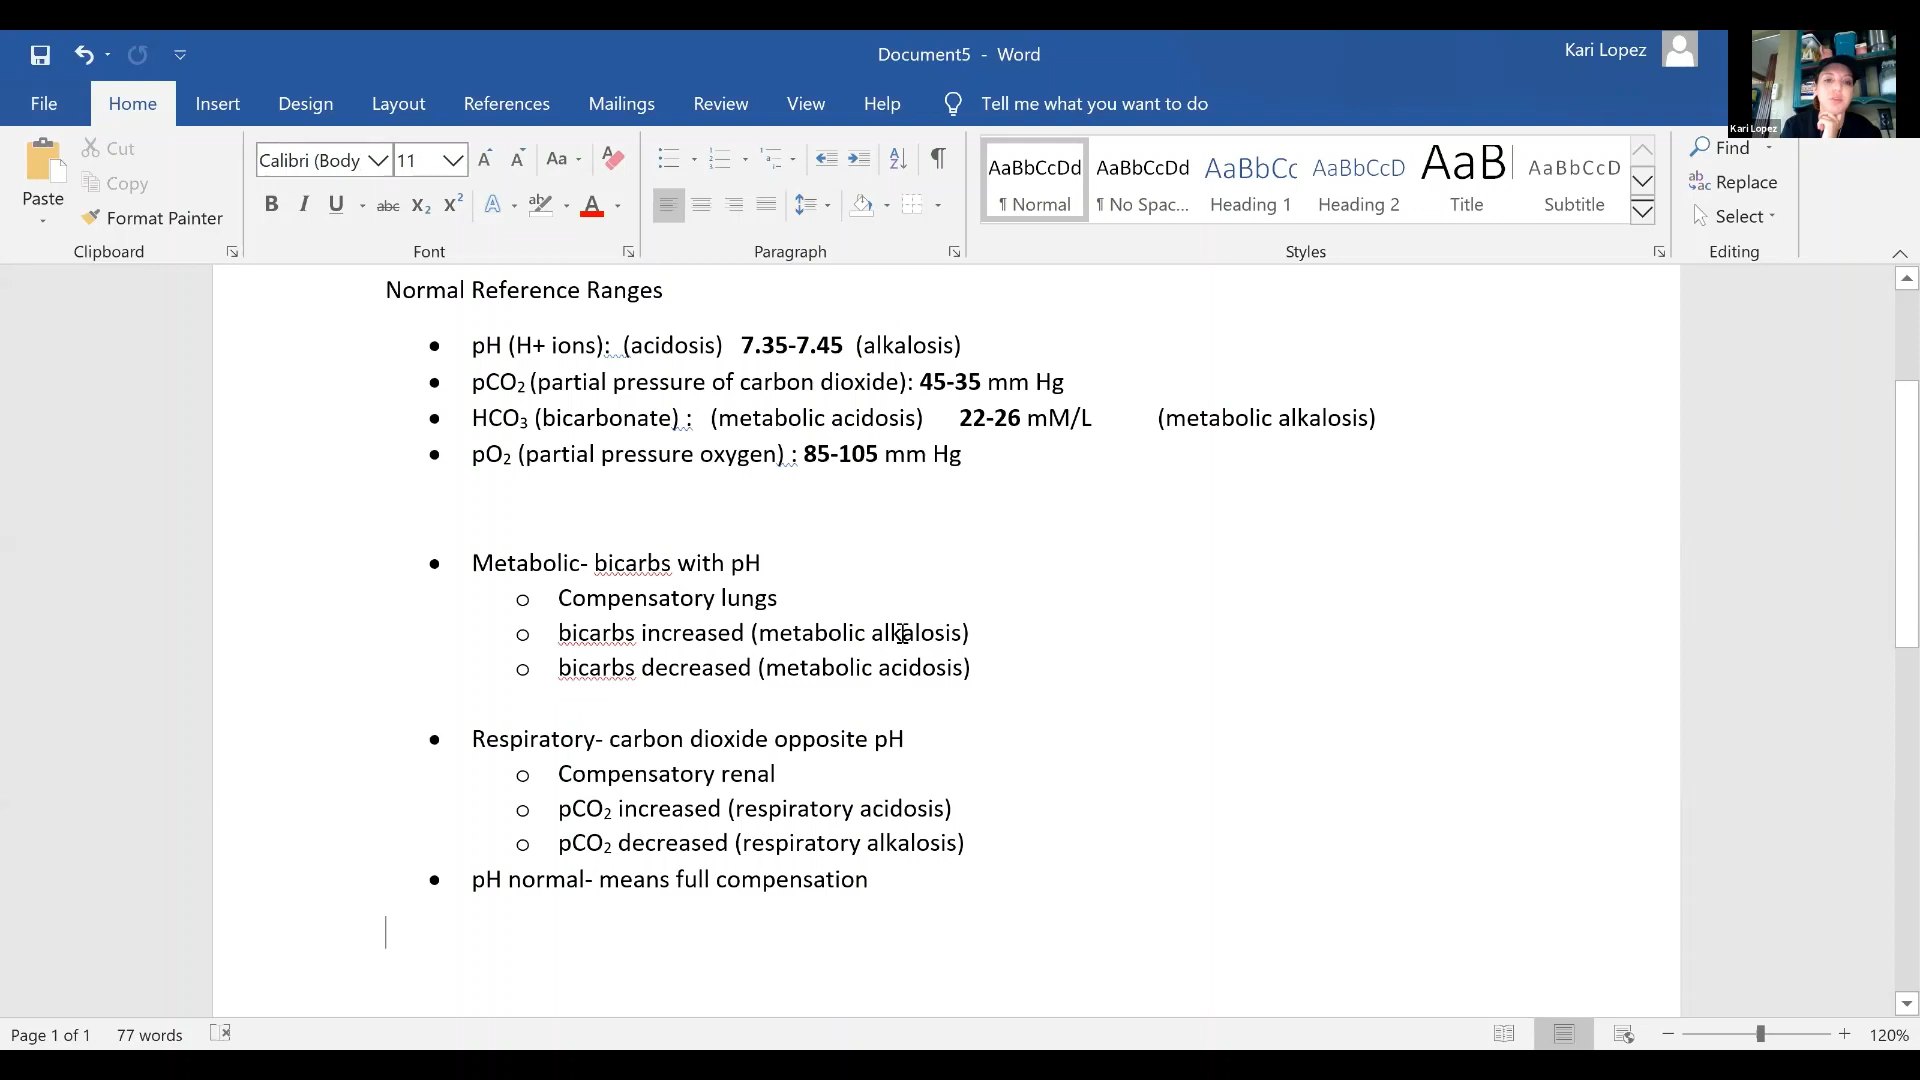 Document5 - Word
Kari Lopez
Kari Lopez
File Home Insert Design Layout References Mailings Review View Help Tell me what you want to do
Paste
Cut
Copy
Format Painter
Clipboard
Calibri (Body 11
Font
Paragraph
AaBbCcDd AaBbCcDd AaBbCc AaBbCcD AaB AaBbCcD
¶ Normal ¶ No Spac... Heading 1 Heading 2 Title Subtitle
Styles
Find
Replace
Select
Editing
Normal Reference Ranges
• pH (H+ ions): (acidosis) 7.35-7.45 (alkalosis)
• pCO₂ (partial pressure of carbon dioxide): 45-35 mm Hg
• HCO₃ (bicarbonate) : (metabolic acidosis) 22-26 mM/L (metabolic alkalosis)
• pO₂ (partial pressure oxygen) : 85-105 mm Hg
• Metabolic- bicarbs with pH
o Compensatory lungs
o bicarbs increased (metabolic alkalosis)
o bicarbs decreased (metabolic acidosis)
• Respiratory- carbon dioxide opposite pH
o Compensatory renal
o pCO₂ increased (respiratory acidosis)
o pCO₂ decreased (respiratory alkalosis)
• pH normal- means full compensation
Page 1 of 1 77 words
120%